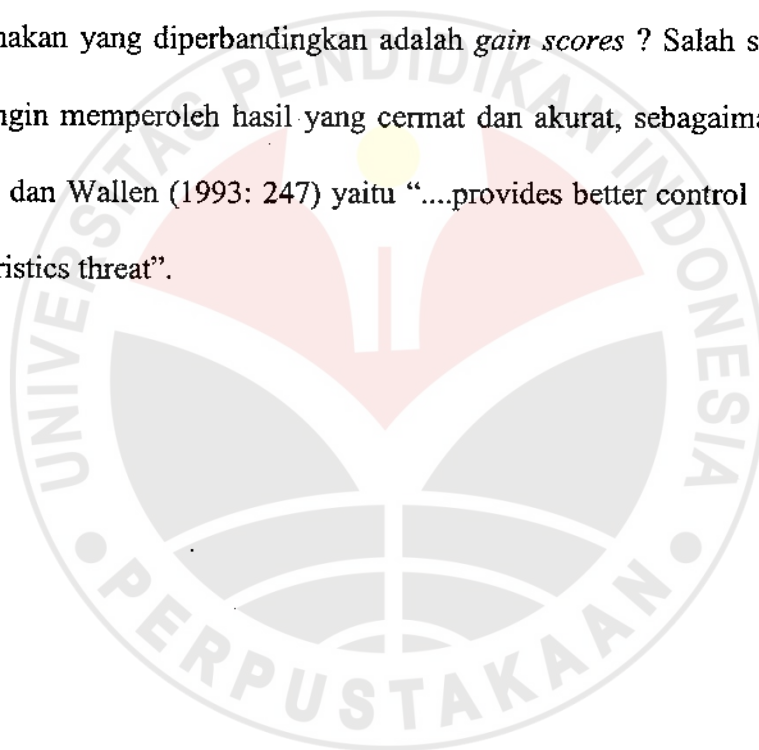 nakan yang diperbandingkan adalah gain scores ? Salah s
ngin memperoleh hasil yang cermat dan akurat, sebagaima
dan Wallen (1993: 247) yaitu “....provides better control
ristics threat”.
UNIVERSITAS PENDIDIKAN INDONESIA
PERPUSTAKAAN